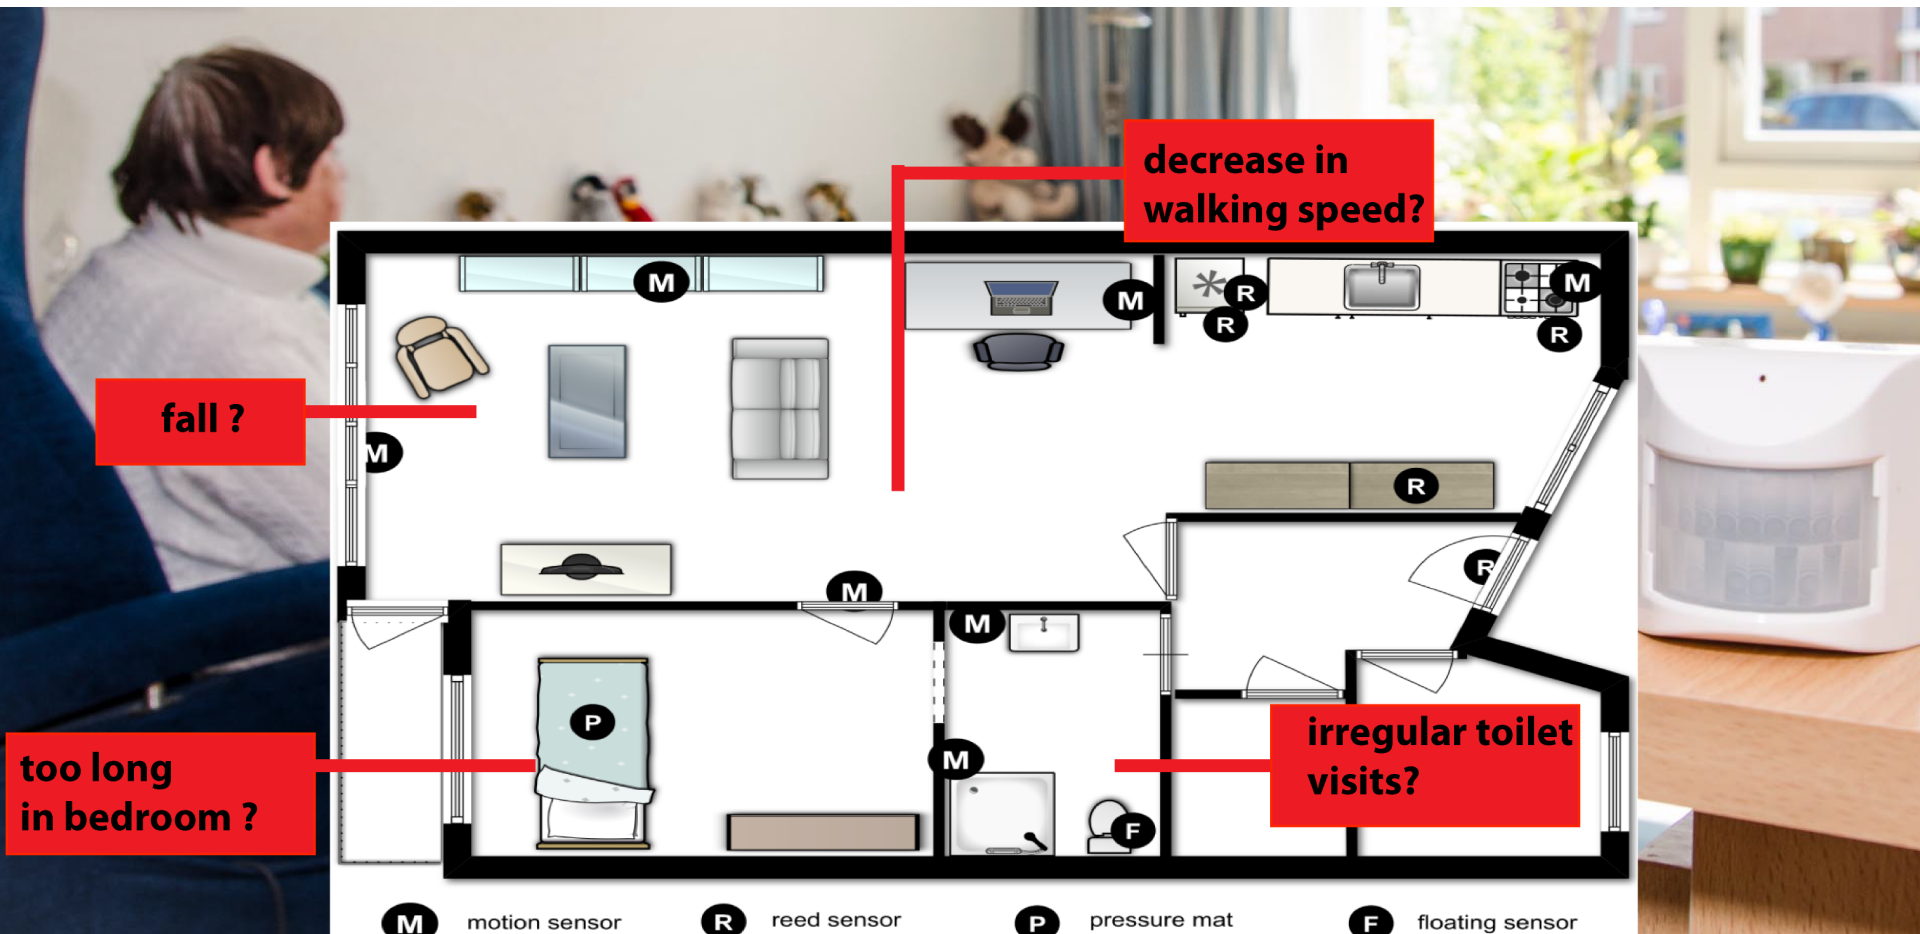 decrease in
walking speed?
M
M
R
M
R
R
fall ?
M
R
R
M
M
P
too long
in bedroom ?
M
irregular toilet
visits?
F
M motion sensor
R reed sensor
P pressure mat
F floating sensor